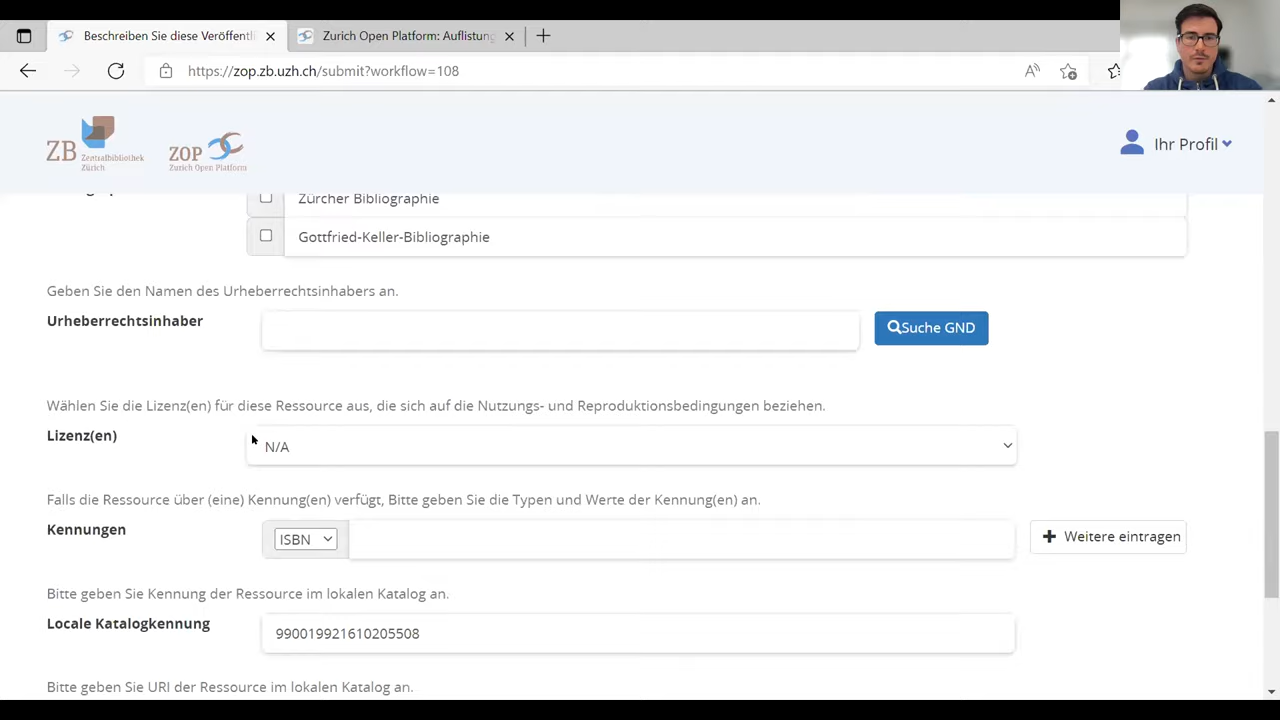 Beschreiben Sie diese Veröffentl
Zurich Open Platform: Auflistung
https://zop.zb.uzh.ch/submit?workflow=108
ZB Zentralbibliothek Zürich
ZOP Zurich Open Platform
Ihr Profil
Zürcher Bibliographie
Gottfried-Keller-Bibliographie
Geben Sie den Namen des Urheberrechtsinhabers an.
Urheberrechtsinhaber
Suche GND
Wählen Sie die Lizenz(en) für diese Ressource aus, die sich auf die Nutzungs- und Reproduktionsbedingungen beziehen.
Lizenz(en)
N/A
Falls die Ressource über (eine) Kennung(en) verfügt, Bitte geben Sie die Typen und Werte der Kennung(en) an.
Kennungen
ISBN
Weitere eintragen
Bitte geben Sie Kennung der Ressource im lokalen Katalog an.
Locale Katalogkennung
990019921610205508
Bitte geben Sie URI der Ressource im lokalen Katalog an.